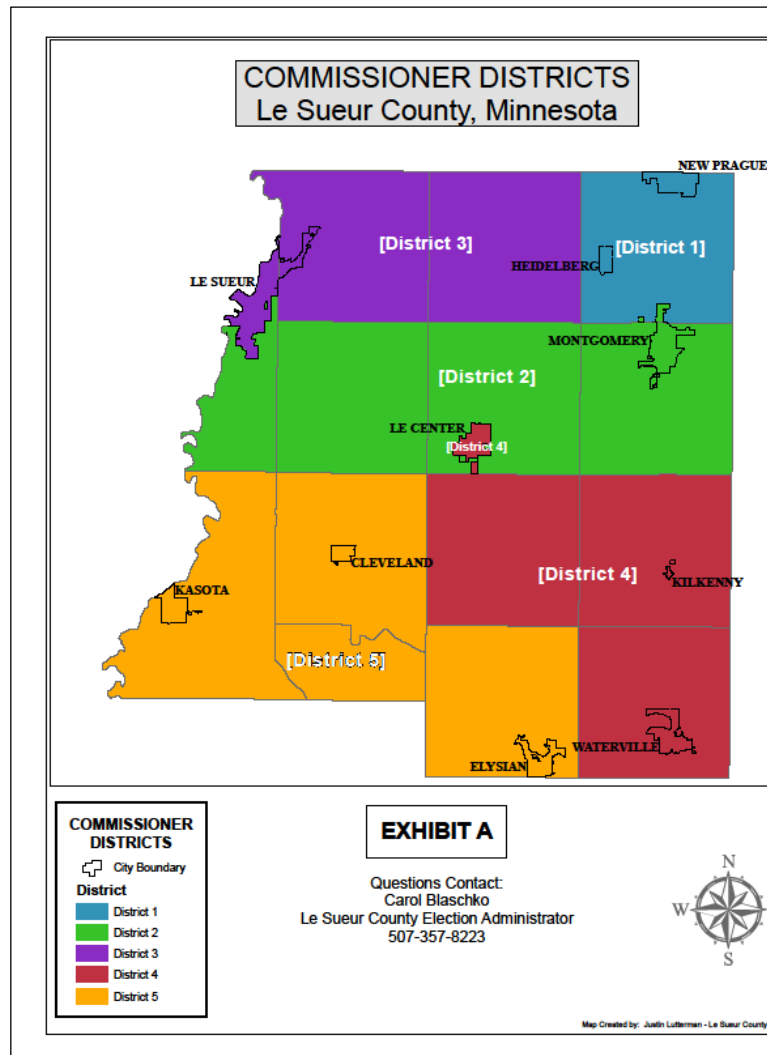 COMMISSIONER DISTRICTS
Le Sueur County, Minnesota
NEW PRAGUE
[District 3]
[District 1]
HEIDELBERG
LE SUEUR
MONTGOMERY
[District 2]
LE CENTER
[District 4]
CLEVELAND
[District 4]
KILKENNY
KASOTA
[District 5]
WATERVILLE
ELYSIAN
COMMISSIONER
DISTRICTS
City Boundary
District
District 1
District 2
District 3
District 4
District 5
EXHIBIT A
Questions Contact:
Carol Blaschko
Le Sueur County Election Administrator
507-357-8223
N
W
E
S
Map Created by: Justin Lutterman - Le Sueur County